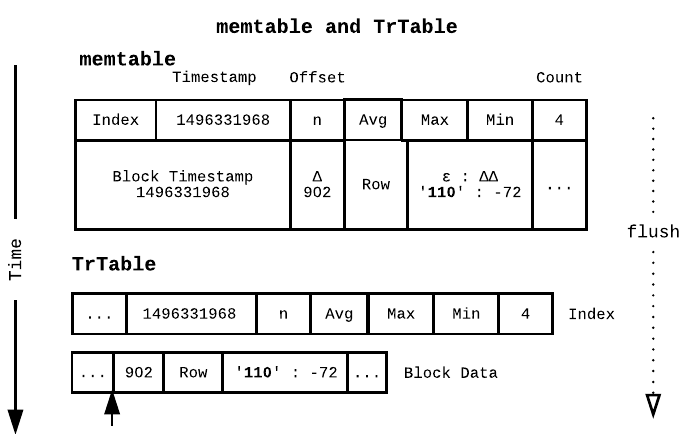 memtable and TrTable
memtable
Timestamp Offset Count
Index 1496331968 n Avg Max Min 4
Block Timestamp
1496331968
Δ
902
Row
ε : ΔΔ
'110' : -72
...
flush
Time
TrTable
... 1496331968 n Avg Max Min 4 Index
... 902 Row '110' : -72 ... Block Data